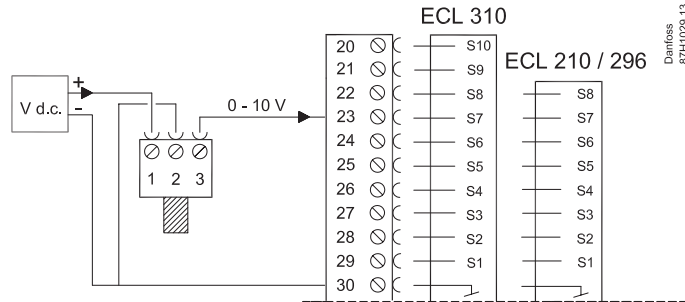 ECL 310
ECL 210 / 296
Danfoss
87H1029.13
V d.c.
+
-
0 - 10 V
1 2 3
20 S10
21 S9
22 S8 S8
23 S7 S7
24 S6 S6
25 S5 S5
26 S4 S4
27 S3 S3
28 S2 S2
29 S1 S1
30